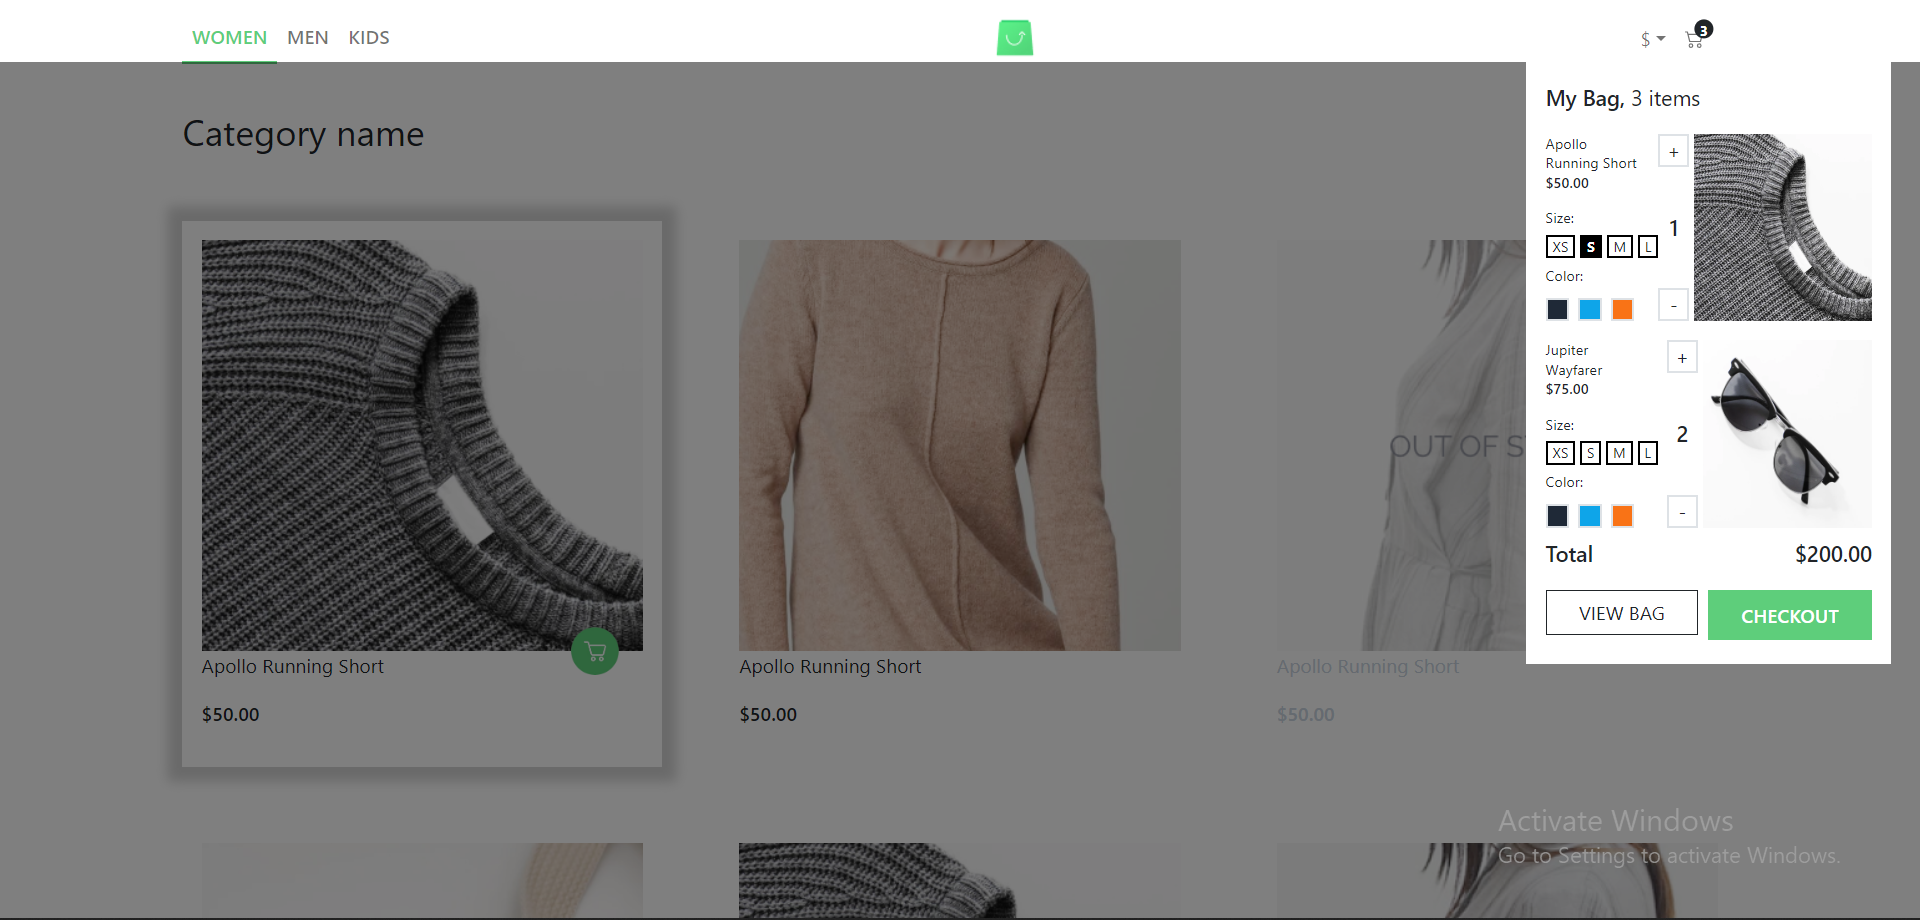 WOMEN MEN KIDS
$
3
Category name
Apollo Running Short
$50.00
Apollo Running Short
$50.00
OUT OF S
Apollo Running Short
$50.00
My Bag, 3 items
Apollo
Running Short
$50.00
Size:
XS S M L
Color:
+
1
-
Jupiter
Wayfarer
$75.00
Size:
XS S M L
Color:
+
2
-
Total $200.00
VIEW BAG CHECKOUT
Activate Windows
Go to Settings to activate Windows.